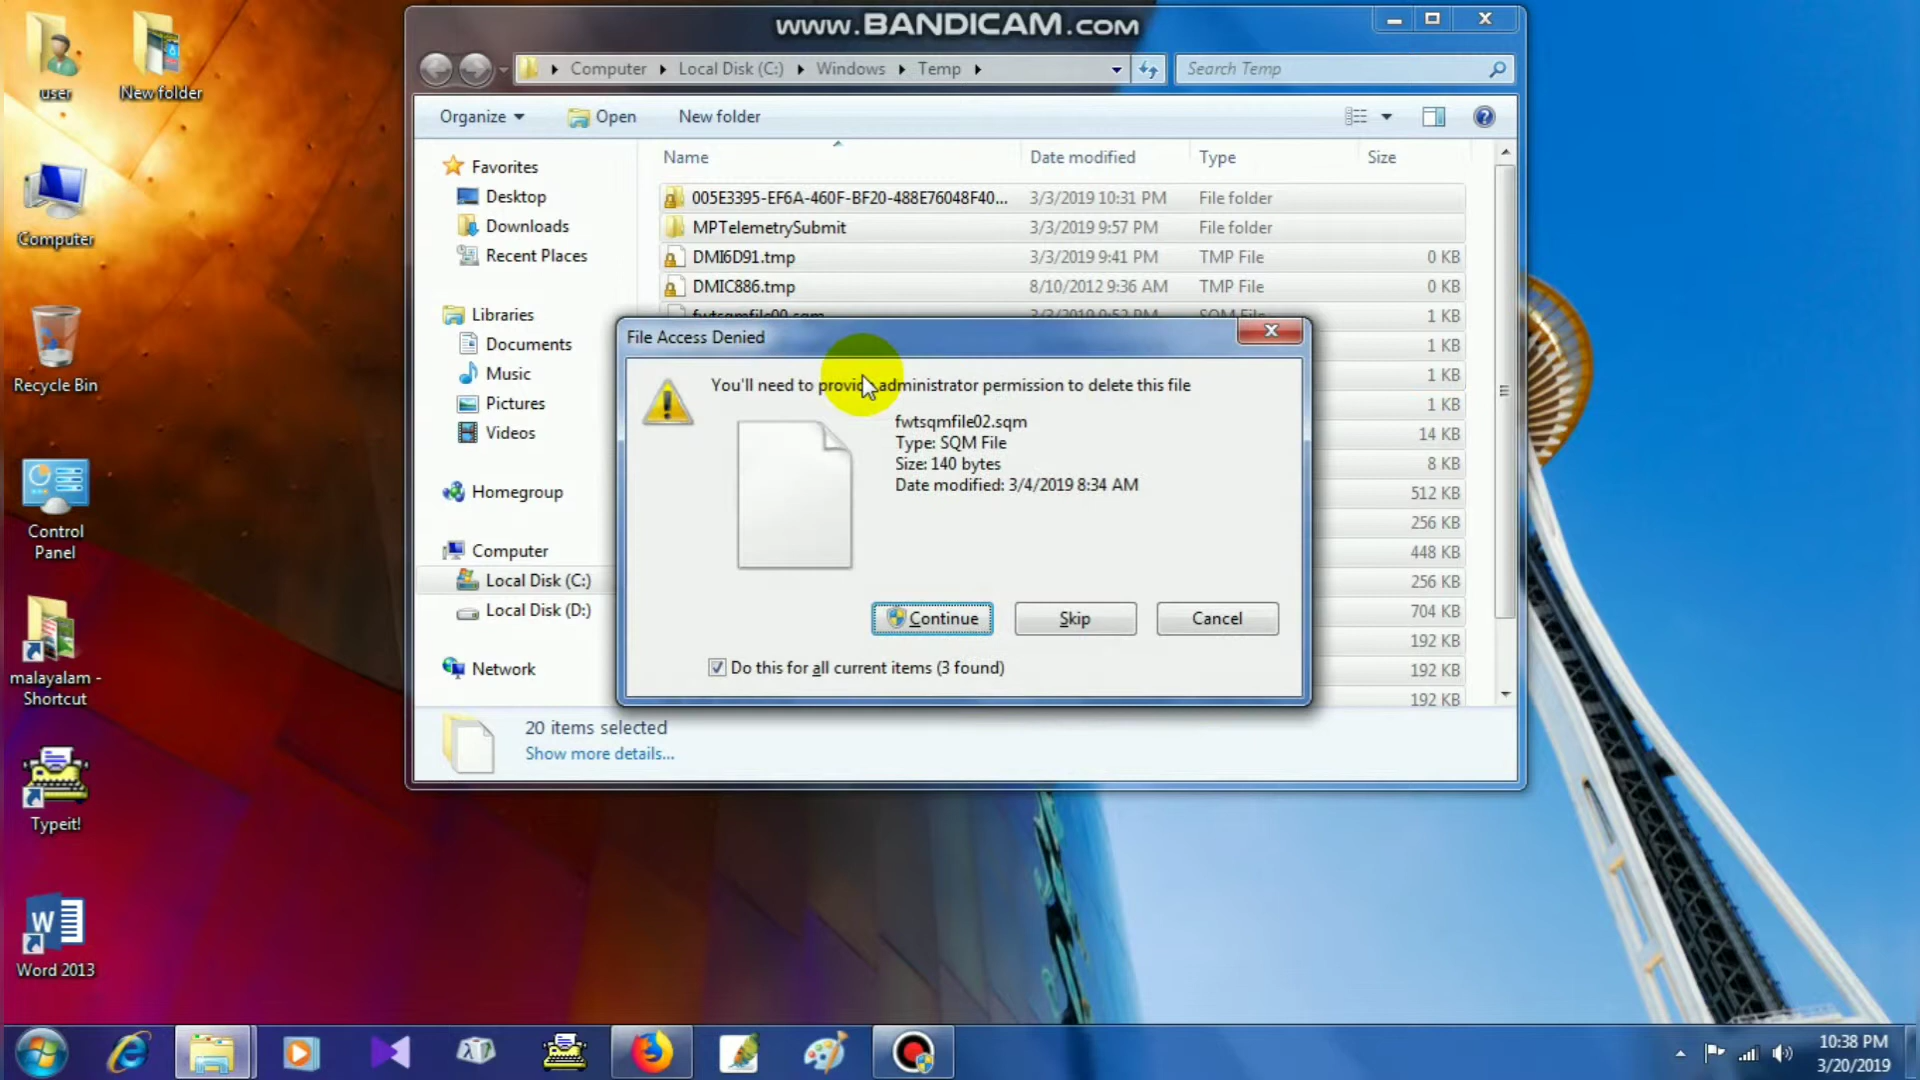 www.BANDICAM.com
user
New folder
Computer
Recycle Bin
Control
Panel
malayalam -
Shortcut
Typeit!
Word 2013
Computer
Local Disk (C:)
Windows
Temp
Search Temp
Organize
Open
New folder
Favorites
Desktop
Downloads
Recent Places
Libraries
Documents
Music
Pictures
Videos
Homegroup
Computer
Local Disk (C:)
Local Disk (D:)
Network
Name Date modified Type Size
005E3395-EF6A-460F-BF20-488E76048F40... 3/3/2019 10:31 PM File folder
MPTelemetrySubmit 3/3/2019 9:57 PM File folder
DMI6D91.tmp 3/3/2019 9:41 PM TMP File 0 KB
DMIC886.tmp 8/10/2012 9:36 AM TMP File 0 KB
1 KB
1 KB
1 KB
1 KB
14 KB
8 KB
512 KB
256 KB
448 KB
256 KB
704 KB
192 KB
192 KB
192 KB
File Access Denied
You'll need to provide administrator permission to delete this file
fwtsqmfile02.sqm
Type: SQM File
Size: 140 bytes
Date modified: 3/4/2019 8:34 AM
Continue
Skip
Cancel
Do this for all current items (3 found)
20 items selected
Show more details...
10:38 PM
3/20/2019